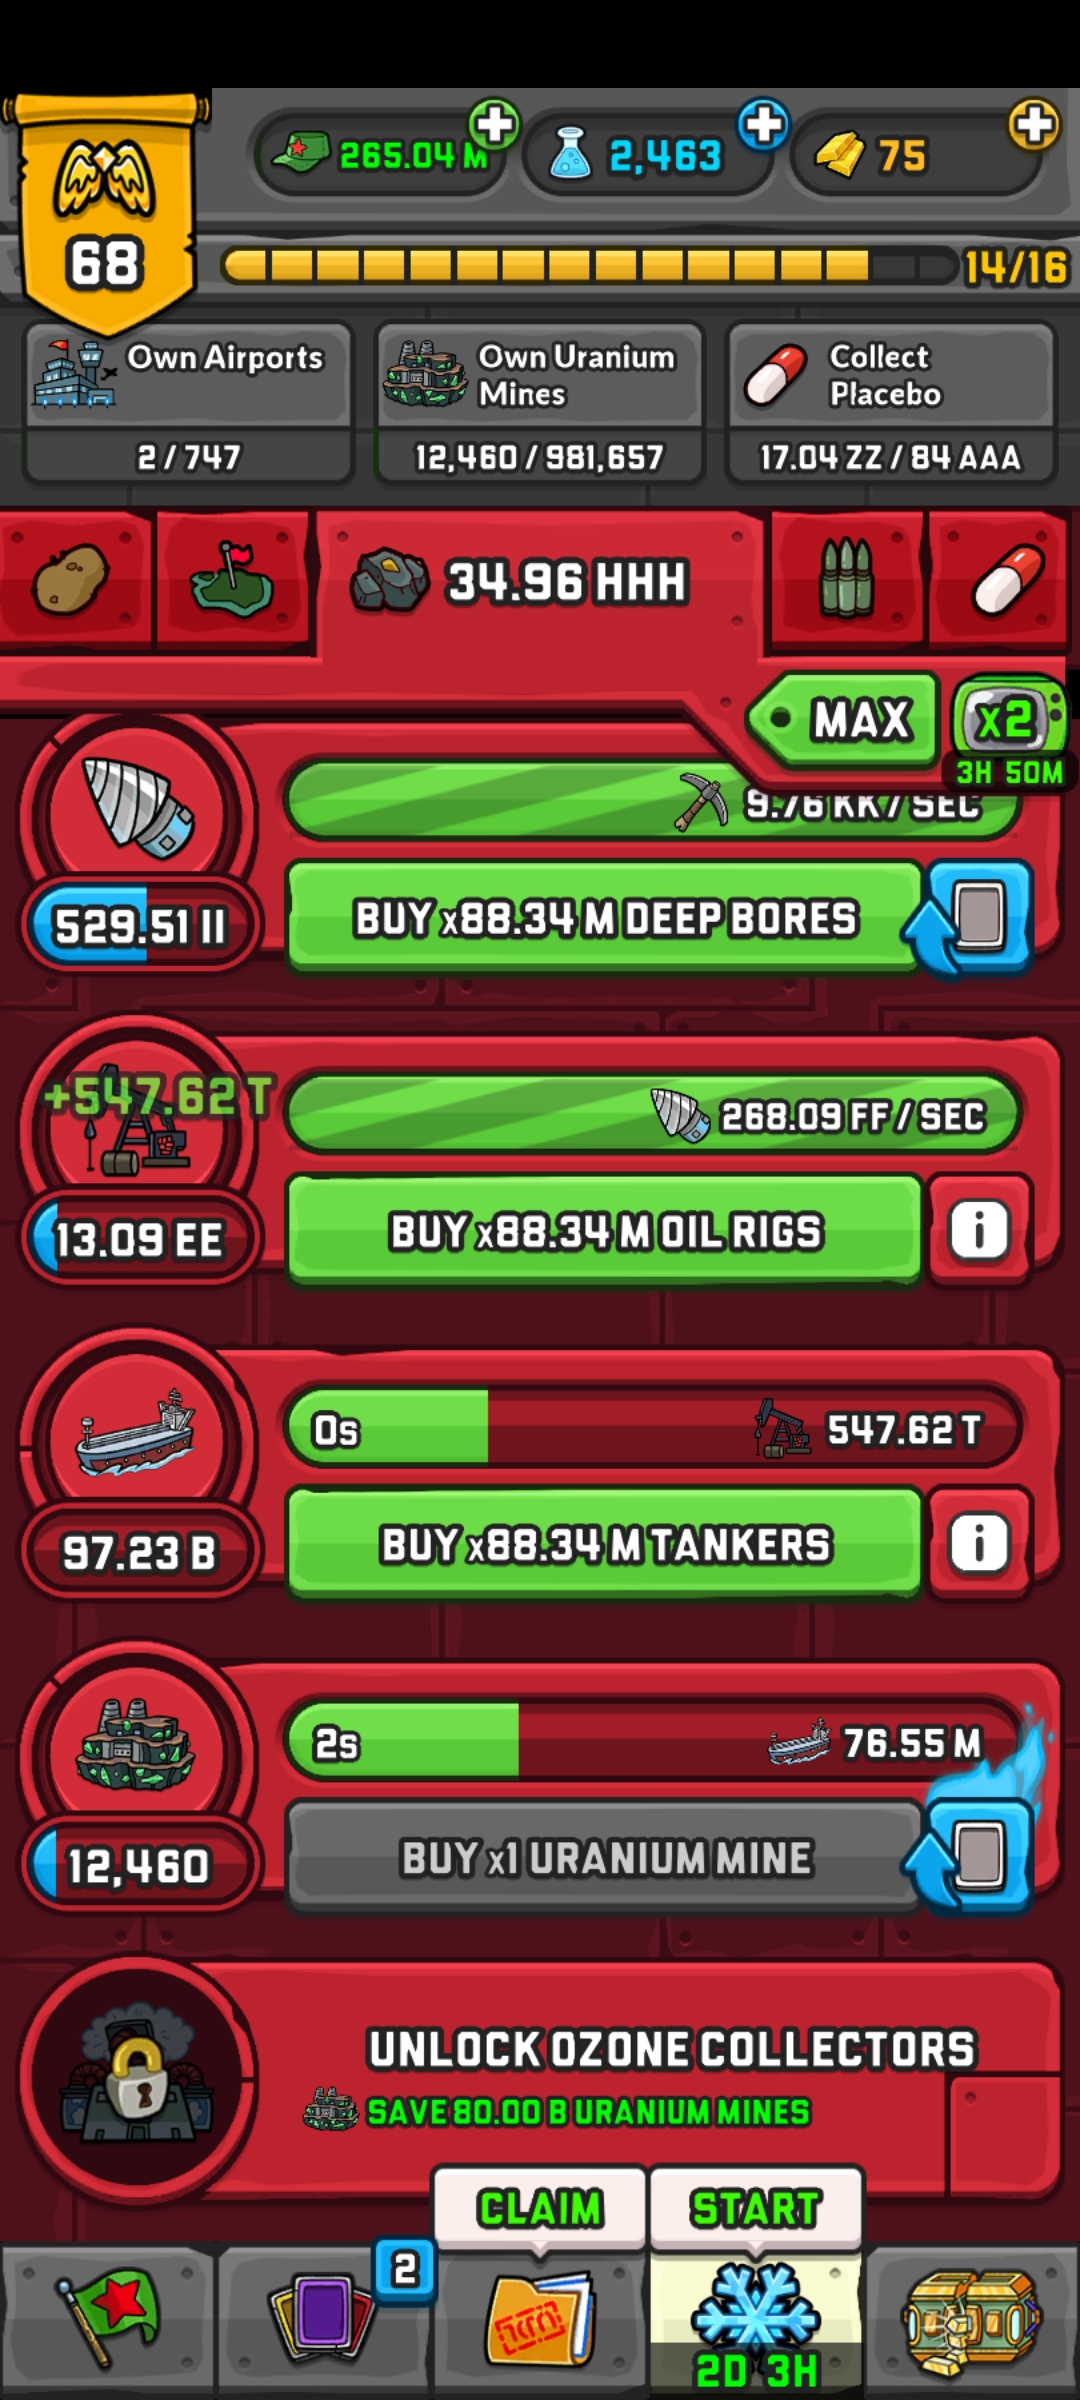 265.04 M
2,463
75
68
14/16
Own Airports
2 / 747
Own Uranium
Mines
12,460 / 981,657
Collect
Placebo
17.04 ZZ / 84 AAA
34.96 HHH
MAX
x2
3H 50M
9.76 KK / SEC
529.51 II
BUY x88.34 M DEEP BORES
+547.62 T
268.09 FF / SEC
13.09 EE
BUY x88.34 M OIL RIGS
i
0s
547.62 T
97.23 B
BUY x88.34 M TANKERS
i
2s
76.55 M
12,460
BUY x1 URANIUM MINE
UNLOCK OZONE COLLECTORS
SAVE 80.00 B URANIUM MINES
CLAIM
START
2
2D 3H